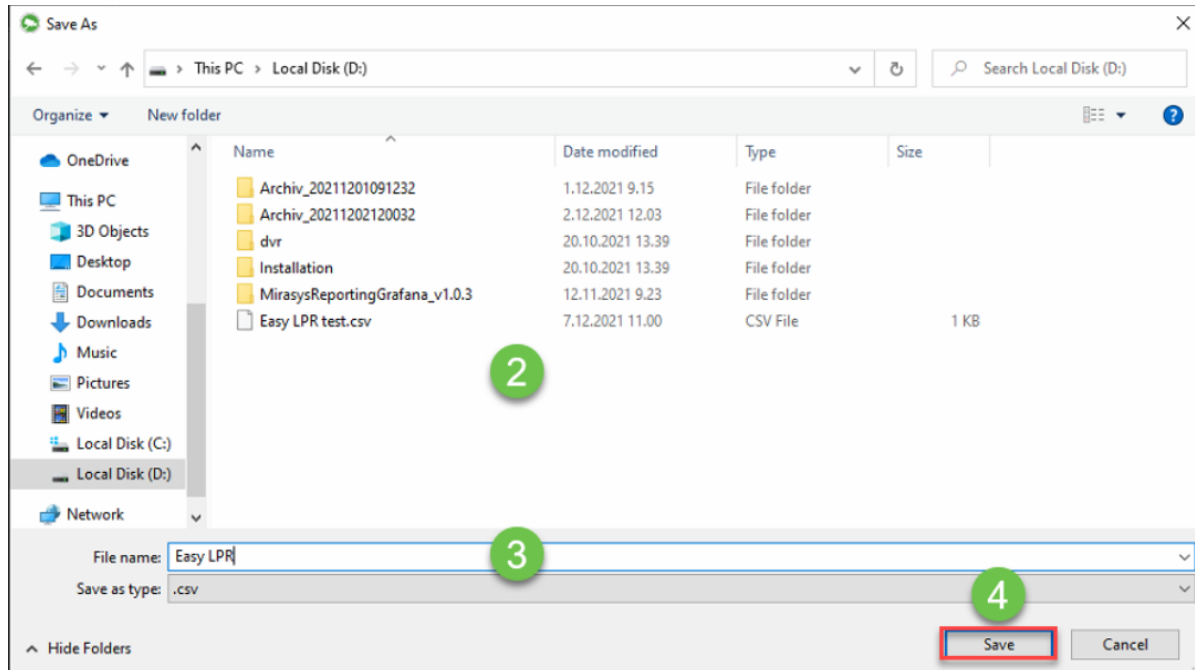 Save As
This PC > Local Disk (D:)
Search Local Disk (D:)
Organize
New folder
Name Date modified Type Size
OneDrive
This PC
3D Objects
Desktop
Documents
Downloads
Music
Pictures
Videos
Local Disk (C:)
Local Disk (D:)
Network
Archiv_20211201091232 1.12.2021 9.15 File folder
Archiv_20211202120032 2.12.2021 12.03 File folder
dvr 20.10.2021 13.39 File folder
Installation 20.10.2021 13.39 File folder
MirasysReportingGrafana_v1.0.3 12.11.2021 9.23 File folder
Easy LPR test.csv 7.12.2021 11.00 CSV File 1 KB
2
File name: Easy LPR
3
Save as type: .csv
4
Hide Folders
Save
Cancel